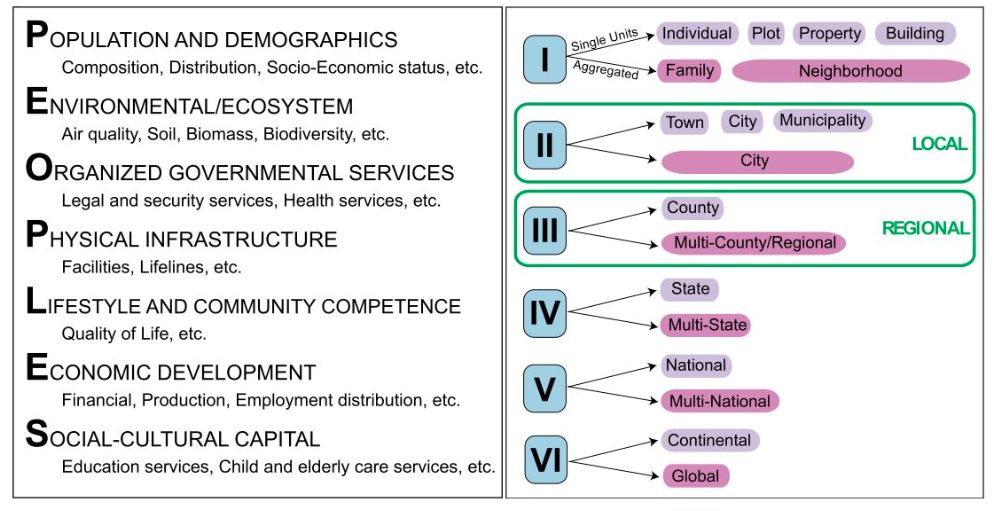 POPULATION AND DEMOGRAPHICS
Composition, Distribution, Socio-Economic status, etc.
ENVIRONMENTAL/ECOSYSTEM
Air quality, Soil, Biomass, Biodiversity, etc.
ORGANIZED GOVERNMENTAL SERVICES
Legal and security services, Health services, etc.
PHYSICAL INFRASTRUCTURE
Facilities, Lifelines, etc.
LIFESTYLE AND COMMUNITY COMPETENCE
Quality of Life, etc.
ECONOMIC DEVELOPMENT
Financial, Production, Employment distribution, etc.
SOCIAL-CULTURAL CAPITAL
Education services, Child and elderly care services, etc.
I
Single Units
Individual Plot Property Building
Aggregated
Family Neighborhood
II
Town City Municipality
City
LOCAL
III
County
Multi-County/Regional
REGIONAL
IV
State
Multi-State
V
National
Multi-National
VI
Continental
Global